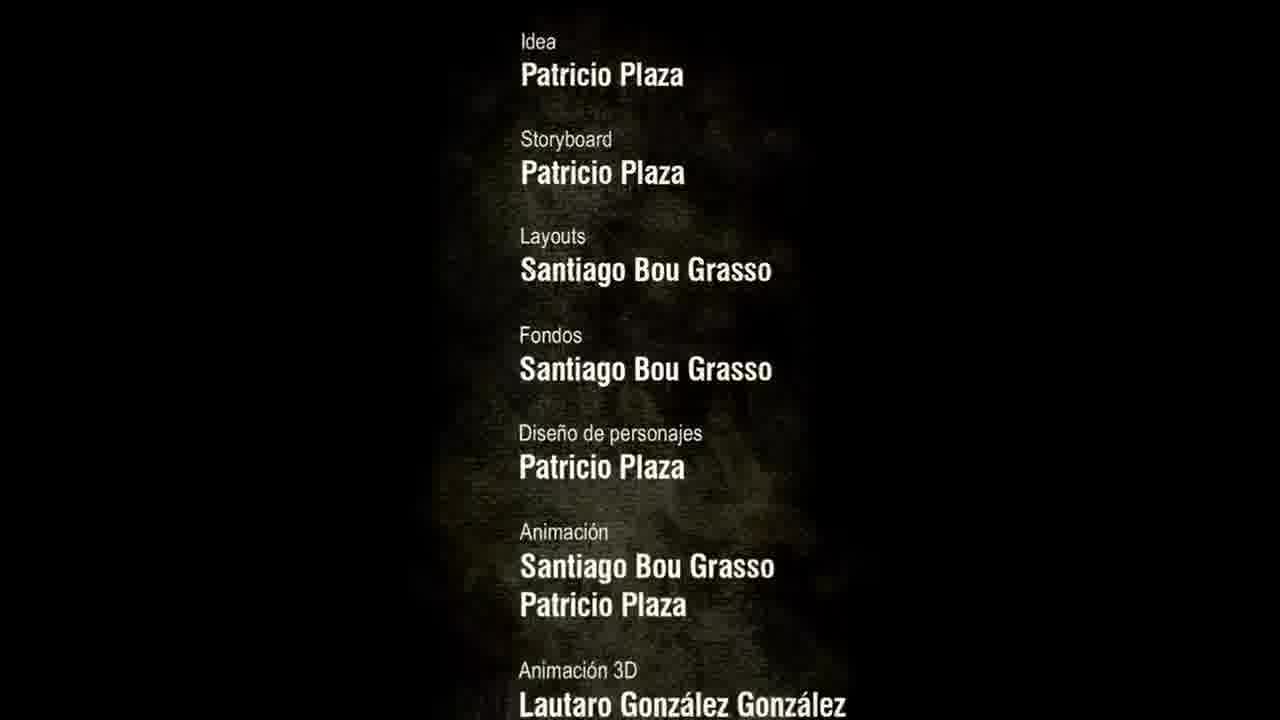 Idea
Patricio Plaza
Storyboard
Patricio Plaza
Layouts
Santiago Bou Grasso
Fondos
Santiago Bou Grasso
Diseño de personajes
Patricio Plaza
Animación
Santiago Bou Grasso
Patricio Plaza
Animación 3D
Lautaro González González